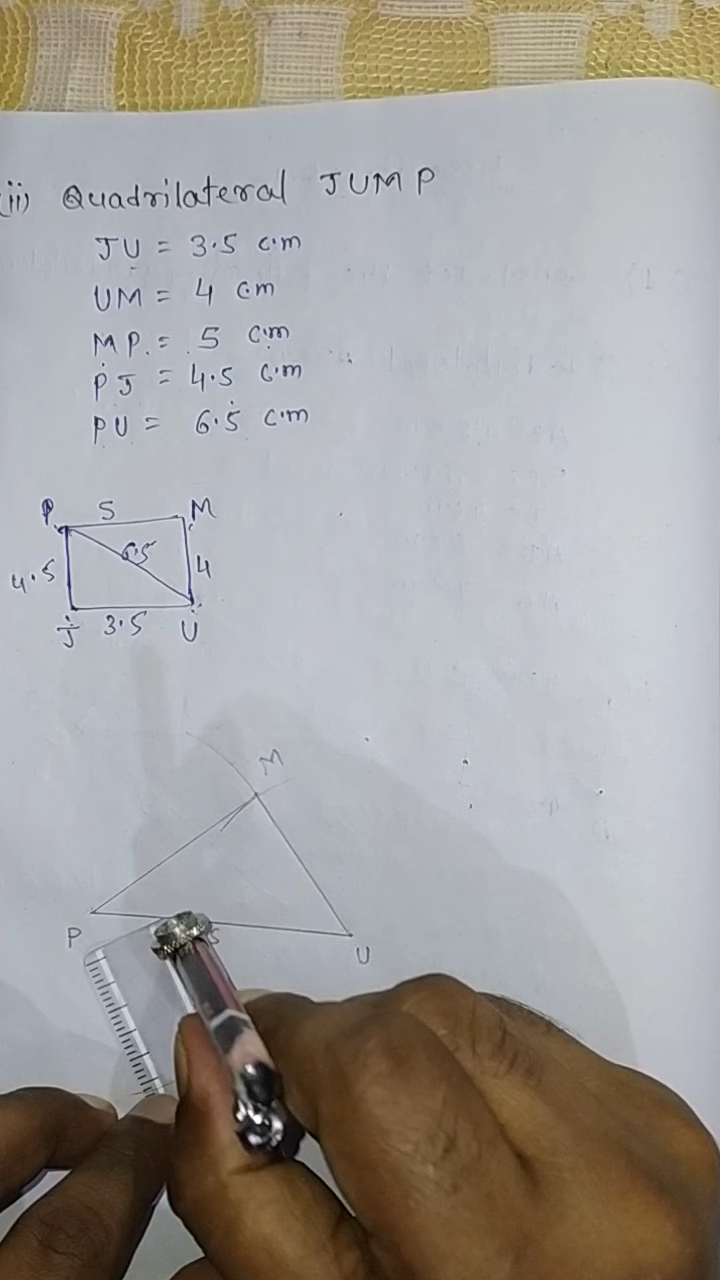 (ii) Quadrilateral JUMP
JU = 3.5 cm
UM = 4 cm
MP = 5 cm
PJ = 4.5 cm
PU = 6.5 cm
P 5 M
6.5
4.5 4
J 3.5 U
M
P
U